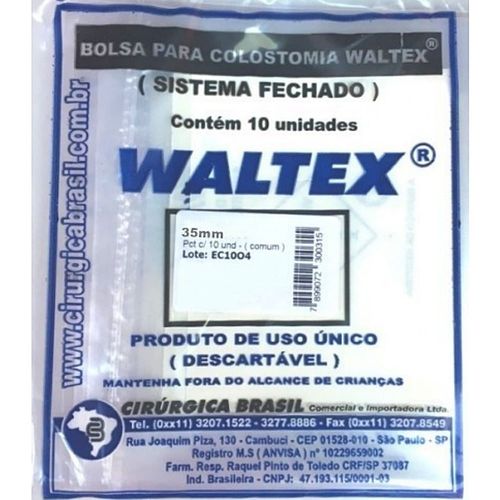 BOLSA PARA COLOSTOMIA WALTEX®
( SISTEMA FECHADO )
Contém 10 unidades
WALTEX®
35mm
Pct c/ 10 und - ( comum )
Lote: EC10O4
7 899072 300315
PRODUTO DE USO ÚNICO
( DESCARTÁVEL )
MANTENHA FORA DO ALCANCE DE CRIANÇAS
www.cirurgicabrasil.com.br
CIRÚRGICA BRASIL Comercial e Importadora Ltda.
Tel. (0xx11) 3207.1522 - 3277.8886 - Fax (0xx11) 3207.8549
Rua Joaquim Piza, 130 - Cambuci - CEP 01528-010 - São Paulo - SP
Registro M.S ( ANVISA ) nº 10229659002
Farm. Resp. Raquel Pinto de Toledo CRF/SP 37087
Ind. Brasileira - CNPJ: 47.193.115/0001-03